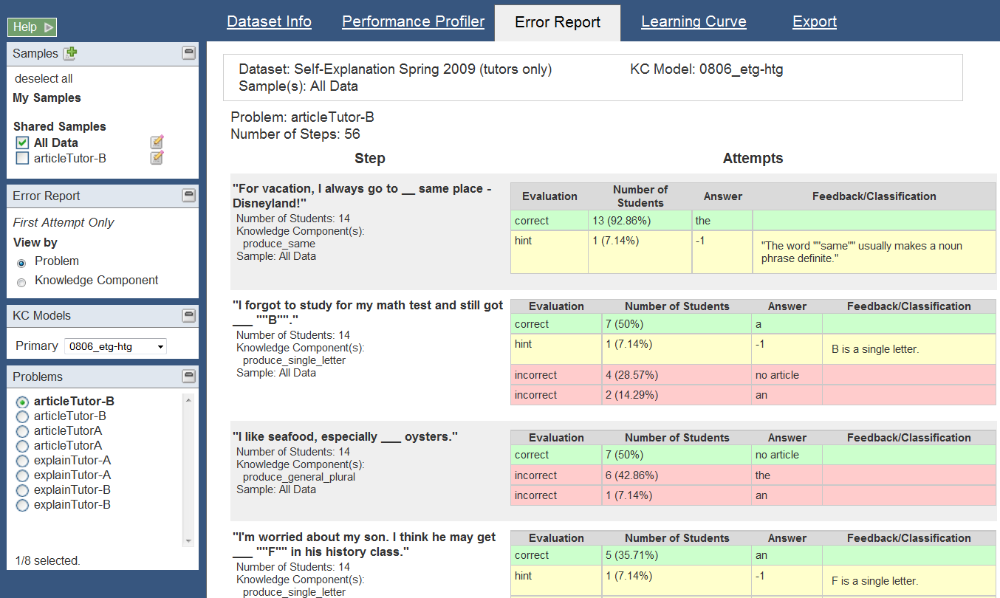 Help
Dataset Info
Performance Profiler
Error Report
Learning Curve
Export
Samples
deselect all
My Samples
Shared Samples
All Data
articleTutor-B
Error Report
First Attempt Only
View by
Problem
Knowledge Component
KC Models
Primary 0806_etg-htg
Problems
articleTutor-B
articleTutor-B
articleTutorA
articleTutorA
explainTutor-A
explainTutor-A
explainTutor-B
explainTutor-B
1/8 selected.
Dataset: Self-Explanation Spring 2009 (tutors only) KC Model: 0806_etg-htg
Sample(s): All Data
Problem: articleTutor-B
Number of Steps: 56
Step Attempts
"For vacation, I always go to __ same place -
Disneyland!"
Number of Students: 14
Knowledge Component(s):
produce_same
Sample: All Data
Evaluation Number of Students Answer Feedback/Classification
correct 13 (92.86%) the
hint 1 (7.14%) -1 "The word ""same"" usually makes a noun
phrase definite."
"I forgot to study for my math test and still got
___ ""B""."
Number of Students: 14
Knowledge Component(s):
produce_single_letter
Sample: All Data
Evaluation Number of Students Answer Feedback/Classification
correct 7 (50%) a
hint 1 (7.14%) -1 B is a single letter.
incorrect 4 (28.57%) no article
incorrect 2 (14.29%) an
"I like seafood, especially ___ oysters."
Number of Students: 14
Knowledge Component(s):
produce_general_plural
Sample: All Data
Evaluation Number of Students Answer Feedback/Classification
correct 7 (50%) no article
incorrect 6 (42.86%) the
incorrect 1 (7.14%) an
"I'm worried about my son. I think he may get
___ ""F"" in his history class."
Number of Students: 14
Knowledge Component(s):
produce_single_letter
Evaluation Number of Students Answer Feedback/Classification
correct 5 (35.71%) an
hint 1 (7.14%) -1 F is a single letter.